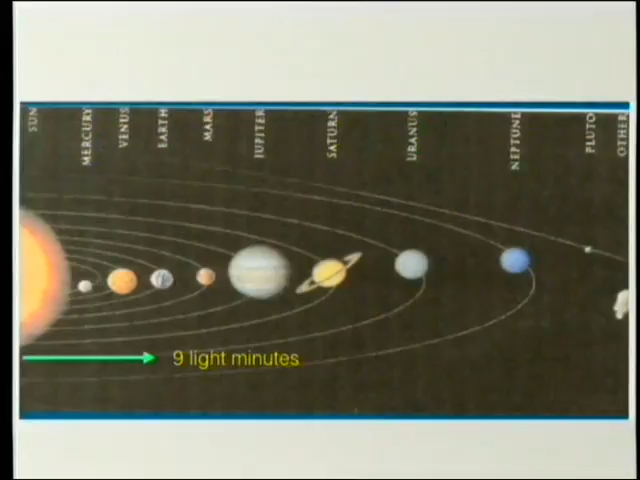 SUN
MERCURY
VENUS
EARTH
MARS
JUPITER
SATURN
URANUS
NEPTUNE
PLUTO
OTHER
9 light minutes